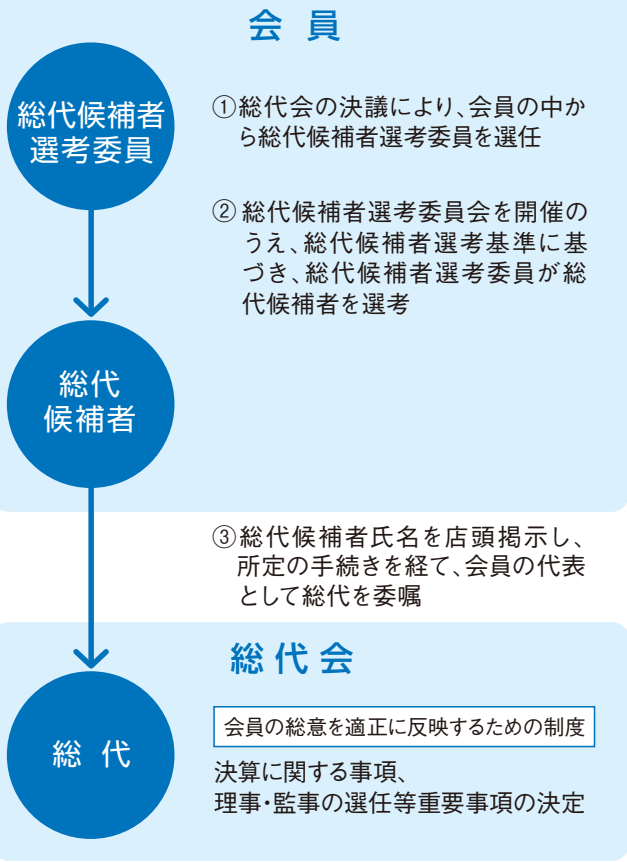 会 員
総代候補者
選考委員
①総代会の決議により、会員の中か
ら総代候補者選考委員を選任
②総代候補者選考委員会を開催の
うえ、総代候補者選考基準に基
づき、総代候補者選考委員が総
代候補者を選考
総代
候補者
③総代候補者氏名を店頭掲示し、
所定の手続きを経て、会員の代表
として総代を委嘱
総代会
総 代
会員の総意を適正に反映するための制度
決算に関する事項、
理事・監事の選任等重要事項の決定